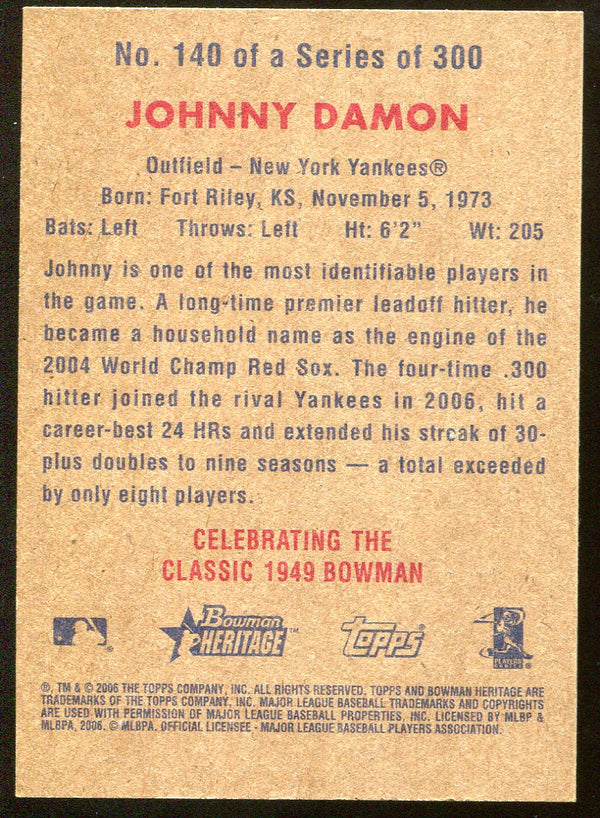 No. 140 of a Series of 300
JOHNNY DAMON
Outfield – New York Yankees®
Born: Fort Riley, KS, November 5, 1973
Bats: Left Throws: Left Ht: 6'2" Wt: 205
Johnny is one of the most identifiable players in
the game. A long-time premier leadoff hitter, he
became a household name as the engine of the
2004 World Champ Red Sox. The four-time .300
hitter joined the rival Yankees in 2006, hit a
career-best 24 HRs and extended his streak of 30-
plus doubles to nine seasons — a total exceeded
by only eight players.
CELEBRATING THE
CLASSIC 1949 BOWMAN
Bowman
HERITAGE™
Topps®
PLAYERS
CHOICE
®, TM & © 2006 THE TOPPS COMPANY, INC. ALL RIGHTS RESERVED. TOPPS AND BOWMAN HERITAGE ARE
TRADEMARKS OF THE TOPPS COMPANY, INC. MAJOR LEAGUE BASEBALL TRADEMARKS AND COPYRIGHTS
ARE USED WITH PERMISSION OF MAJOR LEAGUE BASEBALL PROPERTIES, INC. LICENSED BY MLBP &
MLBPA, 2006. © MLBPA. OFFICIAL LICENSEE - MAJOR LEAGUE BASEBALL PLAYERS ASSOCIATION.